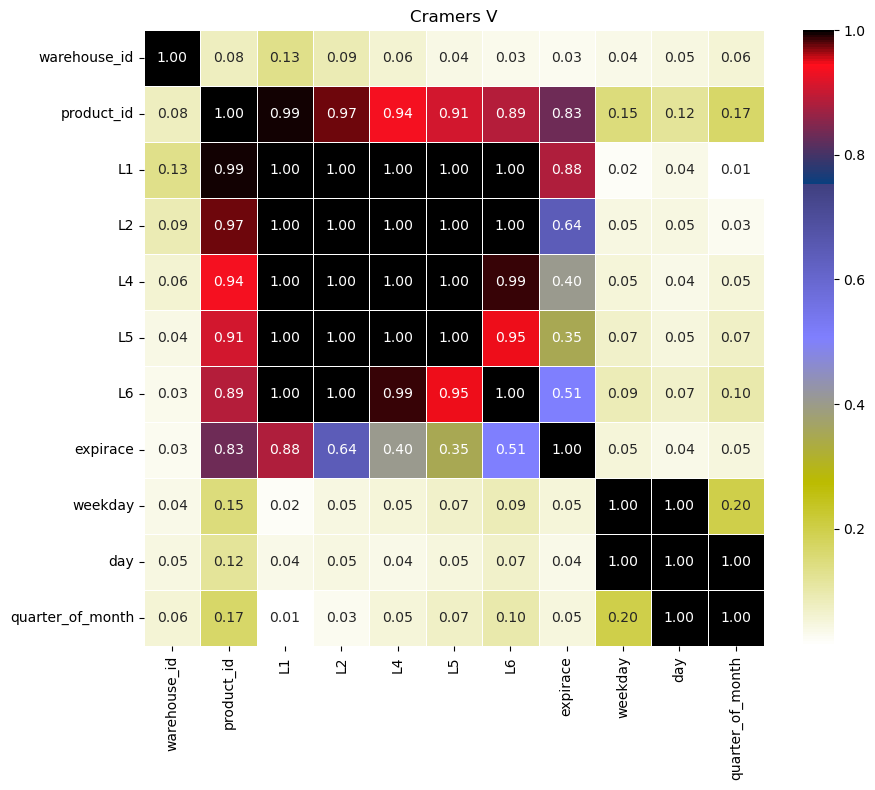 Cramers V
warehouse_id 1.00 0.08 0.13 0.09 0.06 0.04 0.03 0.03 0.04 0.05 0.06
product_id 0.08 1.00 0.99 0.97 0.94 0.91 0.89 0.83 0.15 0.12 0.17
L1 0.13 0.99 1.00 1.00 1.00 1.00 1.00 0.88 0.02 0.04 0.01
L2 0.09 0.97 1.00 1.00 1.00 1.00 1.00 0.64 0.05 0.05 0.03
L4 0.06 0.94 1.00 1.00 1.00 1.00 0.99 0.40 0.05 0.04 0.05
L5 0.04 0.91 1.00 1.00 1.00 1.00 0.95 0.35 0.07 0.05 0.07
L6 0.03 0.89 1.00 1.00 0.99 0.95 1.00 0.51 0.09 0.07 0.10
expirace 0.03 0.83 0.88 0.64 0.40 0.35 0.51 1.00 0.05 0.04 0.05
weekday 0.04 0.15 0.02 0.05 0.05 0.07 0.09 0.05 1.00 1.00 0.20
day 0.05 0.12 0.04 0.05 0.04 0.05 0.07 0.04 1.00 1.00 1.00
quarter_of_month 0.06 0.17 0.01 0.03 0.05 0.07 0.10 0.05 0.20 1.00 1.00
warehouse_id product_id L1 L2 L4 L5 L6 expirace weekday day quarter_of_month
1.0
0.8
0.6
0.4
0.2